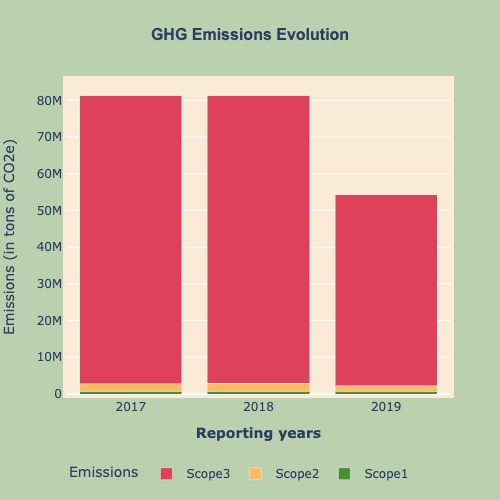 GHG Emissions Evolution
Emissions (in tons of CO2e)
80M
70M
60M
50M
40M
30M
20M
10M
0
2017 2018 2019
Reporting years
Emissions Scope3 Scope2 Scope1